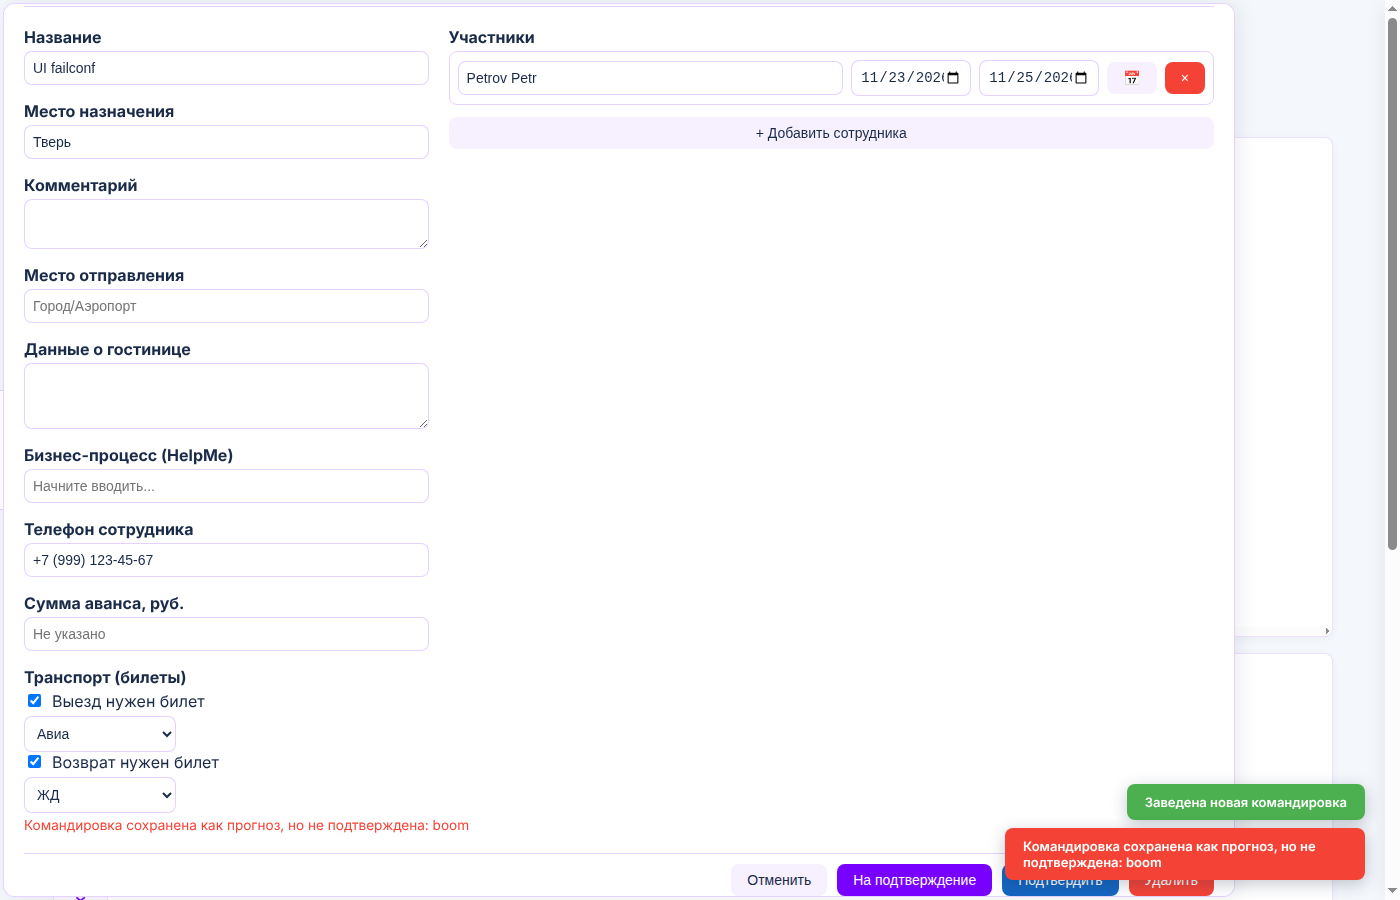 Название
UI failconf
Место назначения
Тверь
Комментарий
Место отправления
Город/Аэропорт
Данные о гостинице
Бизнес-процесс (HelpMe)
Начните вводить...
Телефон сотрудника
+7 (999) 123-45-67
Сумма аванса, руб.
Не указано
Транспорт (билеты)
Выезд нужен билет
Авиа
Возврат нужен билет
ЖД
Командировка сохранена как прогноз, но не подтверждена: boom
Участники
Petrov Petr
11/23/202
11/25/202
×
+ Добавить сотрудника
Отменить
На подтверждение
Подтвердить
Удалить
Заведена новая командировка
Командировка сохранена как прогноз, но не
подтверждена: boom